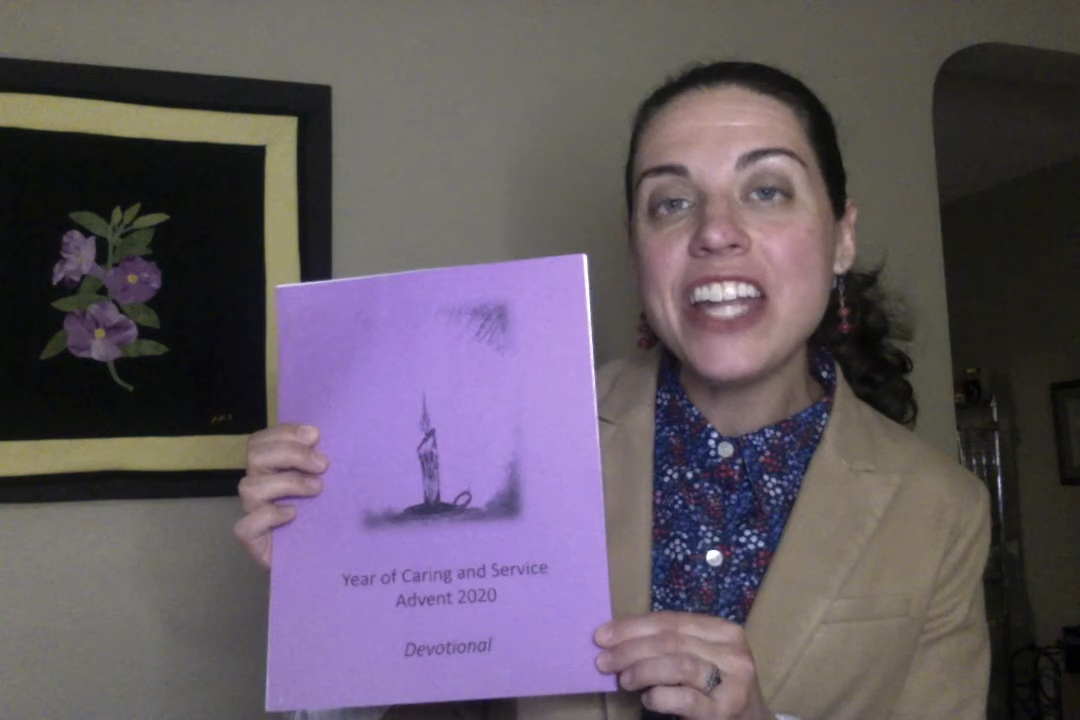 Year of Caring and Service
Advent 2020
Devotional